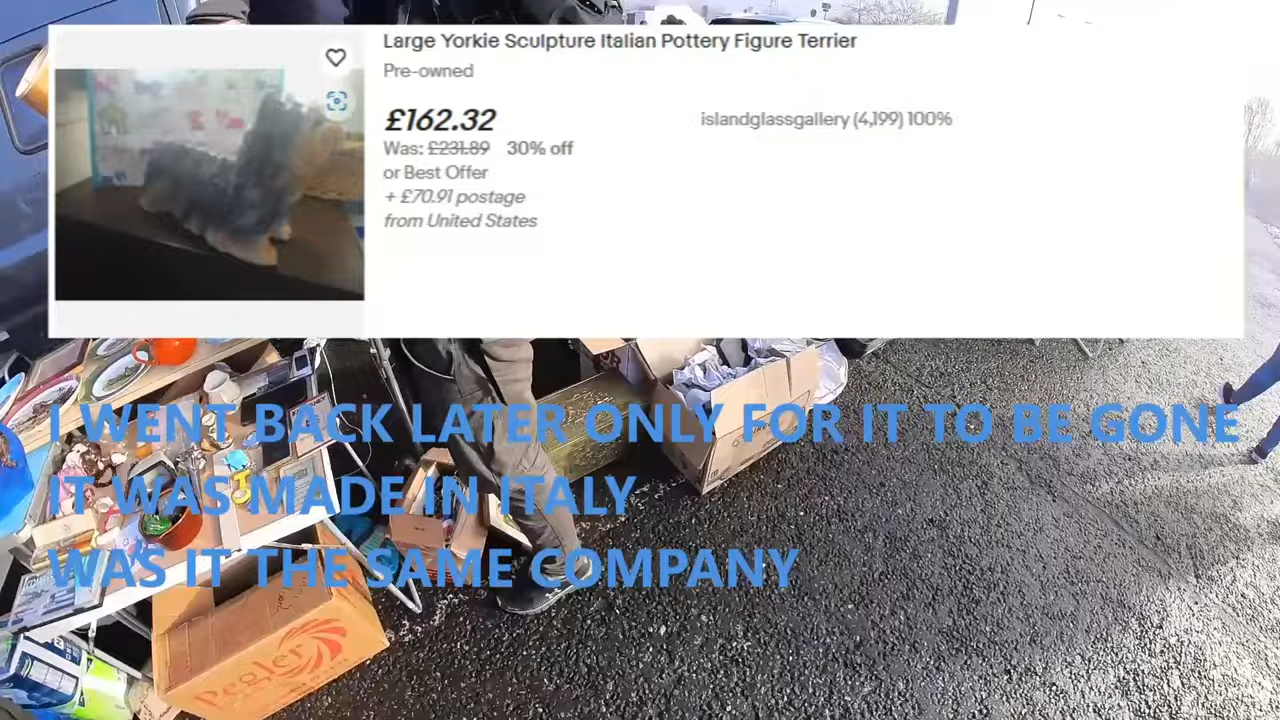 Large Yorkie Sculpture Italian Pottery Figure Terrier
Pre-owned
£162.32
islandglassgallery (4,199) 100%
Was: £231.89 30% off
or Best Offer
+ £70.91 postage
from United States
I WENT BACK LATER ONLY FOR IT TO BE GONE
IT WAS MADE IN ITALY
WAS IT THE SAME COMPANY
Pegler